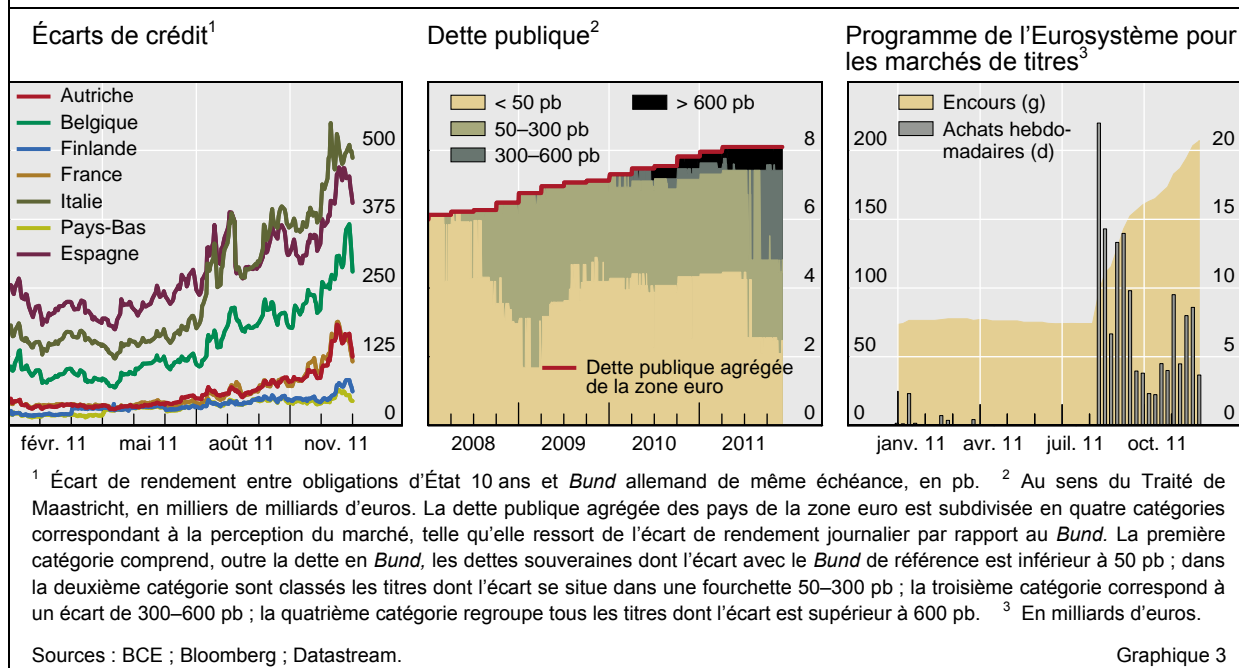 Écarts de crédit¹
Dette publique²
Programme de l’Eurosystème pour
les marchés de titres³
Autriche
Belgique
Finlande
France
Italie
Pays-Bas
Espagne
500
375
250
125
0
févr. 11
mai 11
août 11
nov. 11
< 50 pb
> 600 pb
50–300 pb
300–600 pb
8
6
4
2
0
Dette publique agrégée
de la zone euro
2008
2009
2010
2011
Encours (g)
Achats hebdo-
madaires (d)
200
150
100
50
0
20
15
10
5
0
janv. 11
avr. 11
juil. 11
oct. 11
¹ Écart de rendement entre obligations d’État 10 ans et Bund allemand de même échéance, en pb. ² Au sens du Traité de
Maastricht, en milliers de milliards d’euros. La dette publique agrégée des pays de la zone euro est subdivisée en quatre catégories
correspondant à la perception du marché, telle qu’elle ressort de l’écart de rendement journalier par rapport au Bund. La première
catégorie comprend, outre la dette en Bund, les dettes souveraines dont l’écart avec le Bund de référence est inférieur à 50 pb ; dans
la deuxième catégorie sont classés les titres dont l’écart se situe dans une fourchette 50–300 pb ; la troisième catégorie correspond à
un écart de 300–600 pb ; la quatrième catégorie regroupe tous les titres dont l’écart est supérieur à 600 pb. ³ En milliards d’euros.
Sources : BCE ; Bloomberg ; Datastream.
Graphique 3